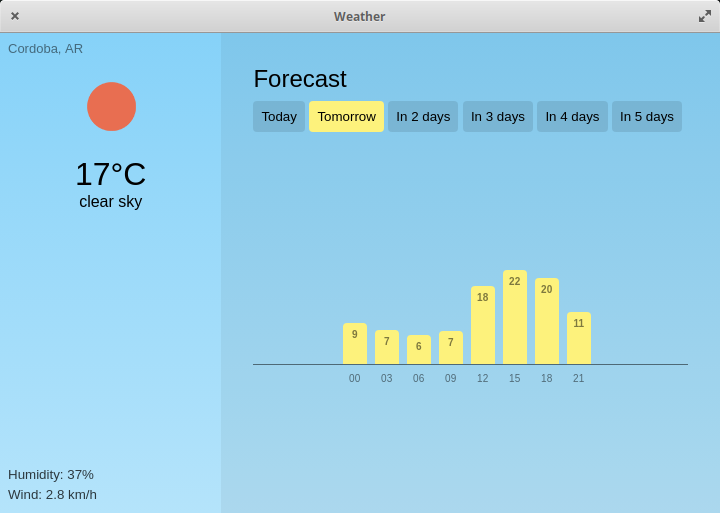 Weather
Cordoba, AR
17°C
clear sky
Humidity: 37%
Wind: 2.8 km/h
Forecast
Today Tomorrow In 2 days In 3 days In 4 days In 5 days
9 7 6 7 18 22 20 11
00 03 06 09 12 15 18 21